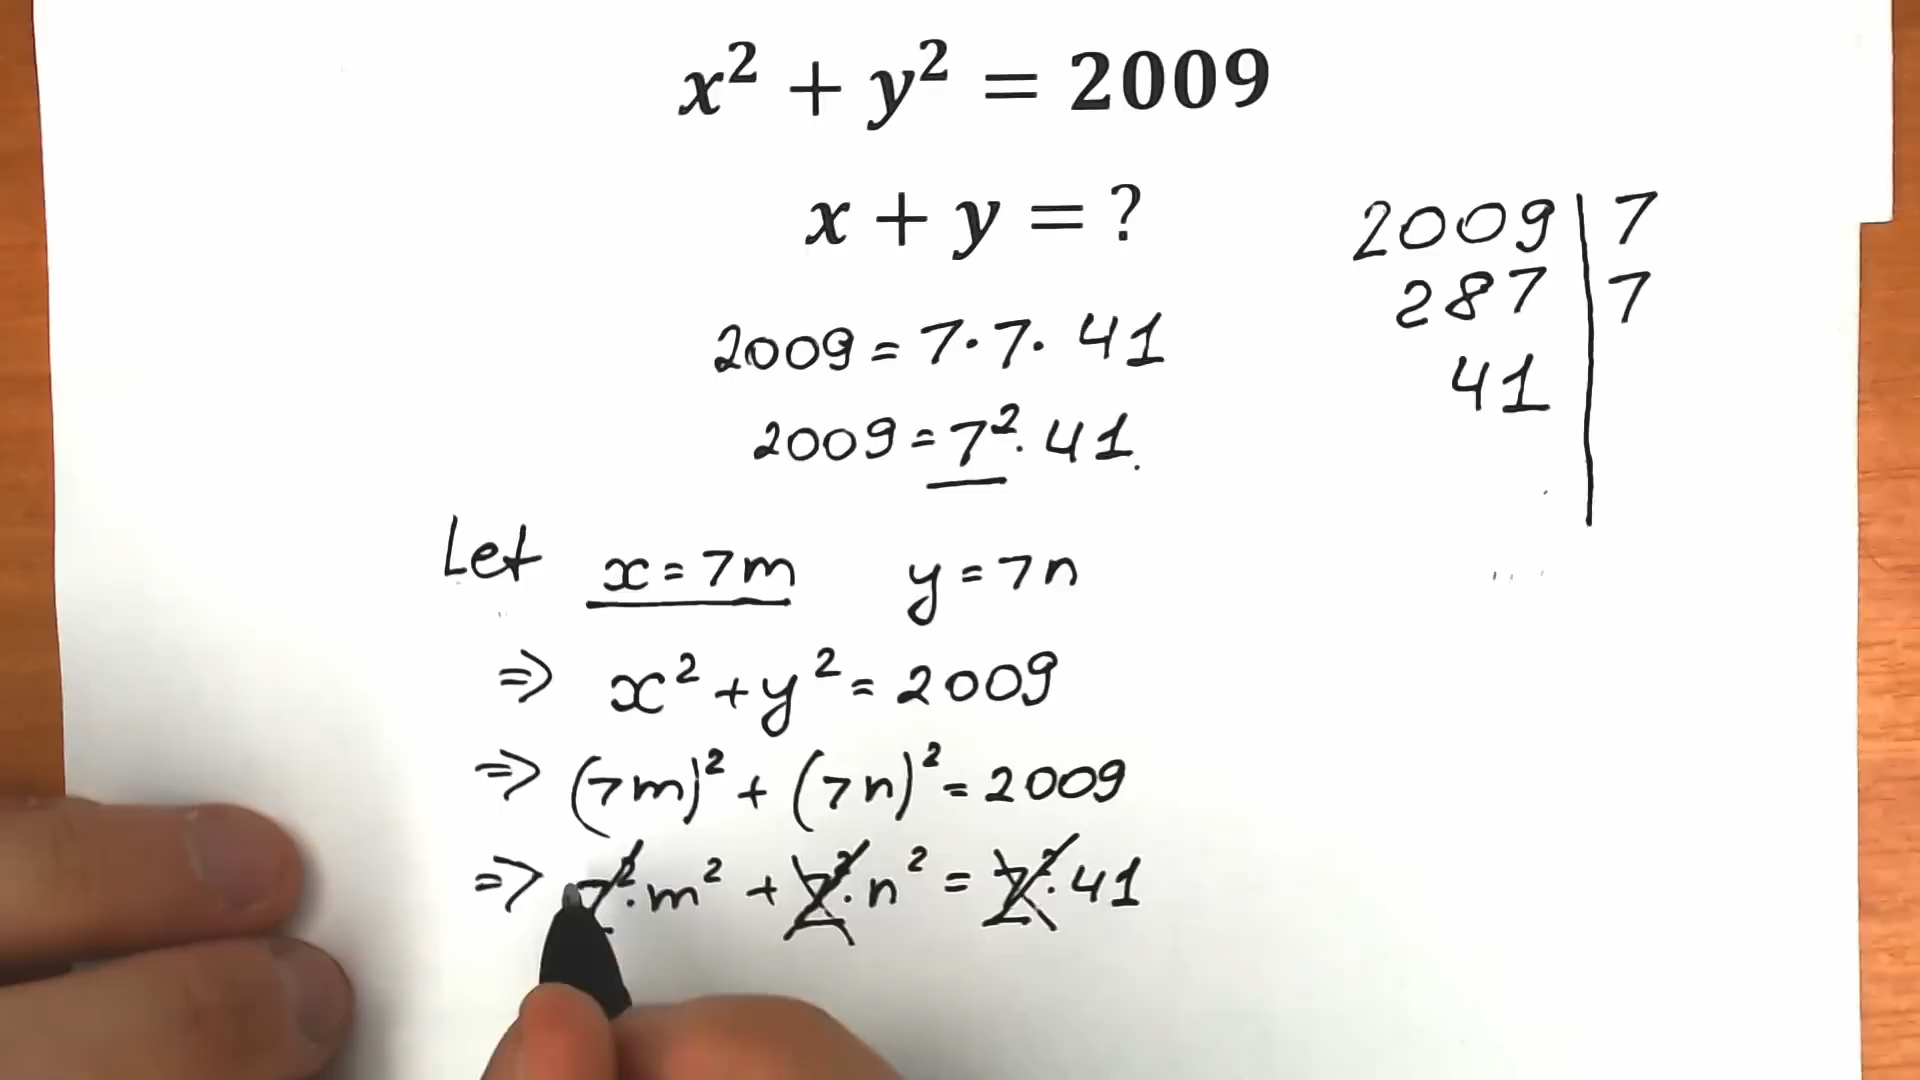 x² + y² = 2009
x + y = ?
2009 | 7
287 | 7
41
2009 = 7·7·41
2009 = 7²·41.
Let x = 7m y = 7n
⇒ x² + y² = 2009
⇒ (7m)² + (7n)² = 2009
⇒ 7²·m² + 7²·n² = 7²·41